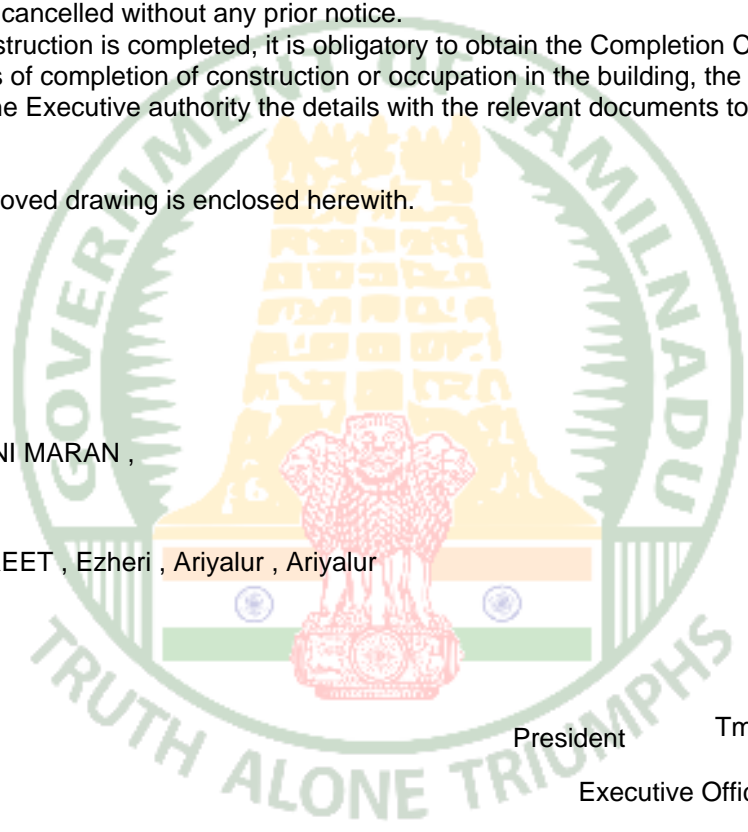 cancelled without any prior notice.
struction is completed, it is obligatory to obtain the Completion C
s of completion of construction or occupation in the building, the
ne Executive authority the details with the relevant documents to
oved drawing is enclosed herewith.
NI MARAN ,
REET , Ezheri , Ariyalur , Ariyalur
President
Tm
Executive Offic
GOVERNMENT OF TAMILNADU
TRUTH ALONE TRIUMPHS